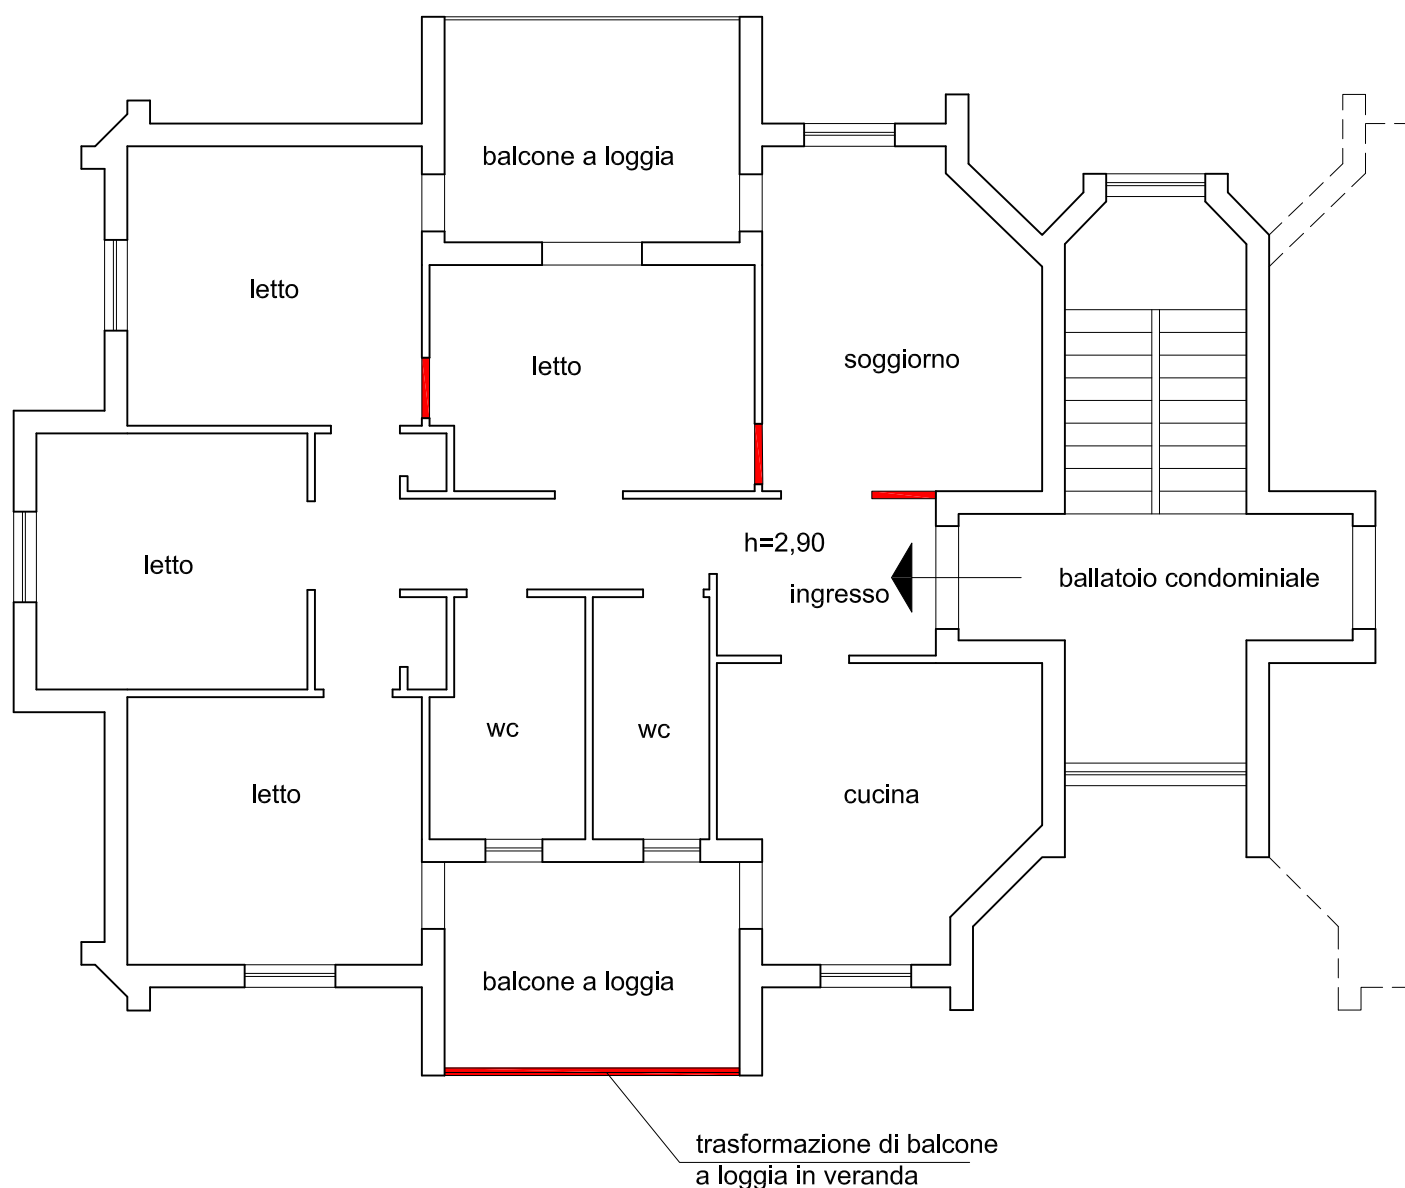 balcone a loggia
letto
letto
soggiorno
h=2,90
letto
ingresso
ballatoio condominiale
wc
wc
letto
cucina
balcone a loggia
trasformazione di balcone
a loggia in veranda